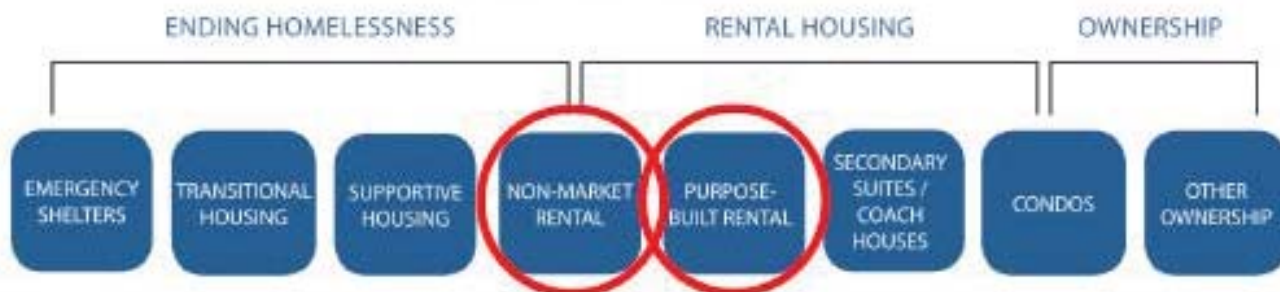 ENDING HOMELESSNESS
RENTAL HOUSING
OWNERSHIP
EMERGENCY
SHELTERS
TRANSITIONAL
HOUSING
SUPPORTIVE
HOUSING
NON-MARKET
RENTAL
PURPOSE-
BUILT RENTAL
SECONDARY
SUITES /
COACH
HOUSES
CONDOS
OTHER
OWNERSHIP